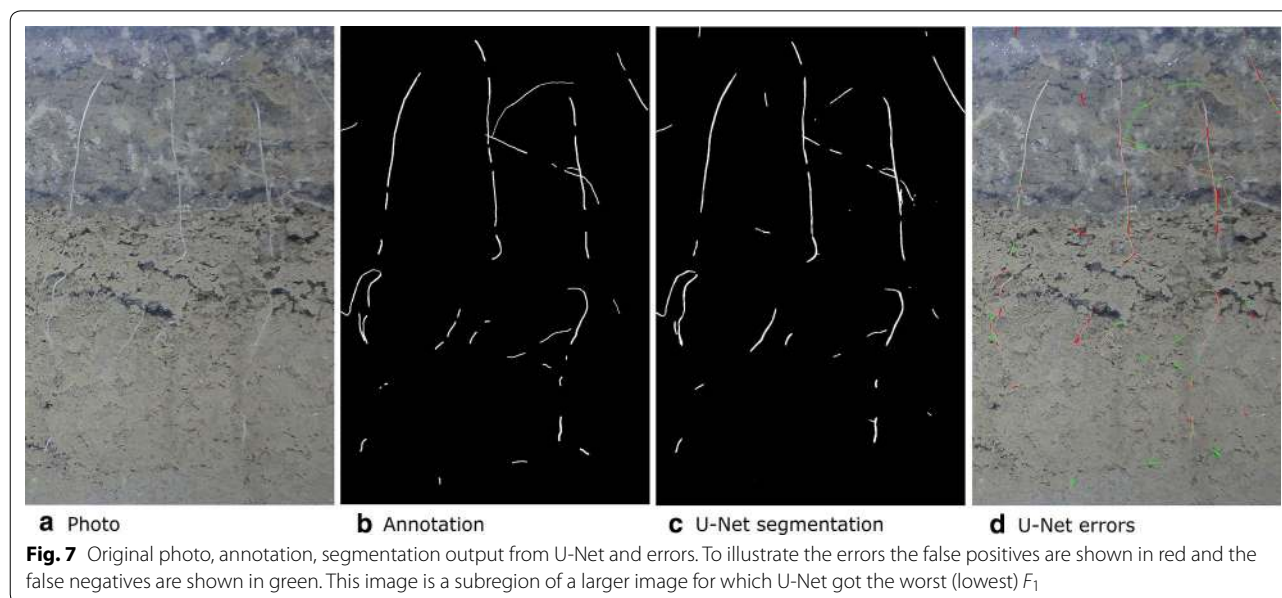 a Photo
b Annotation
c U-Net segmentation
d U-Net errors
Fig. 7 Original photo, annotation, segmentation output from U-Net and errors. To illustrate the errors the false positives are shown in red and the
false negatives are shown in green. This image is a subregion of a larger image for which U-Net got the worst (lowest) F1